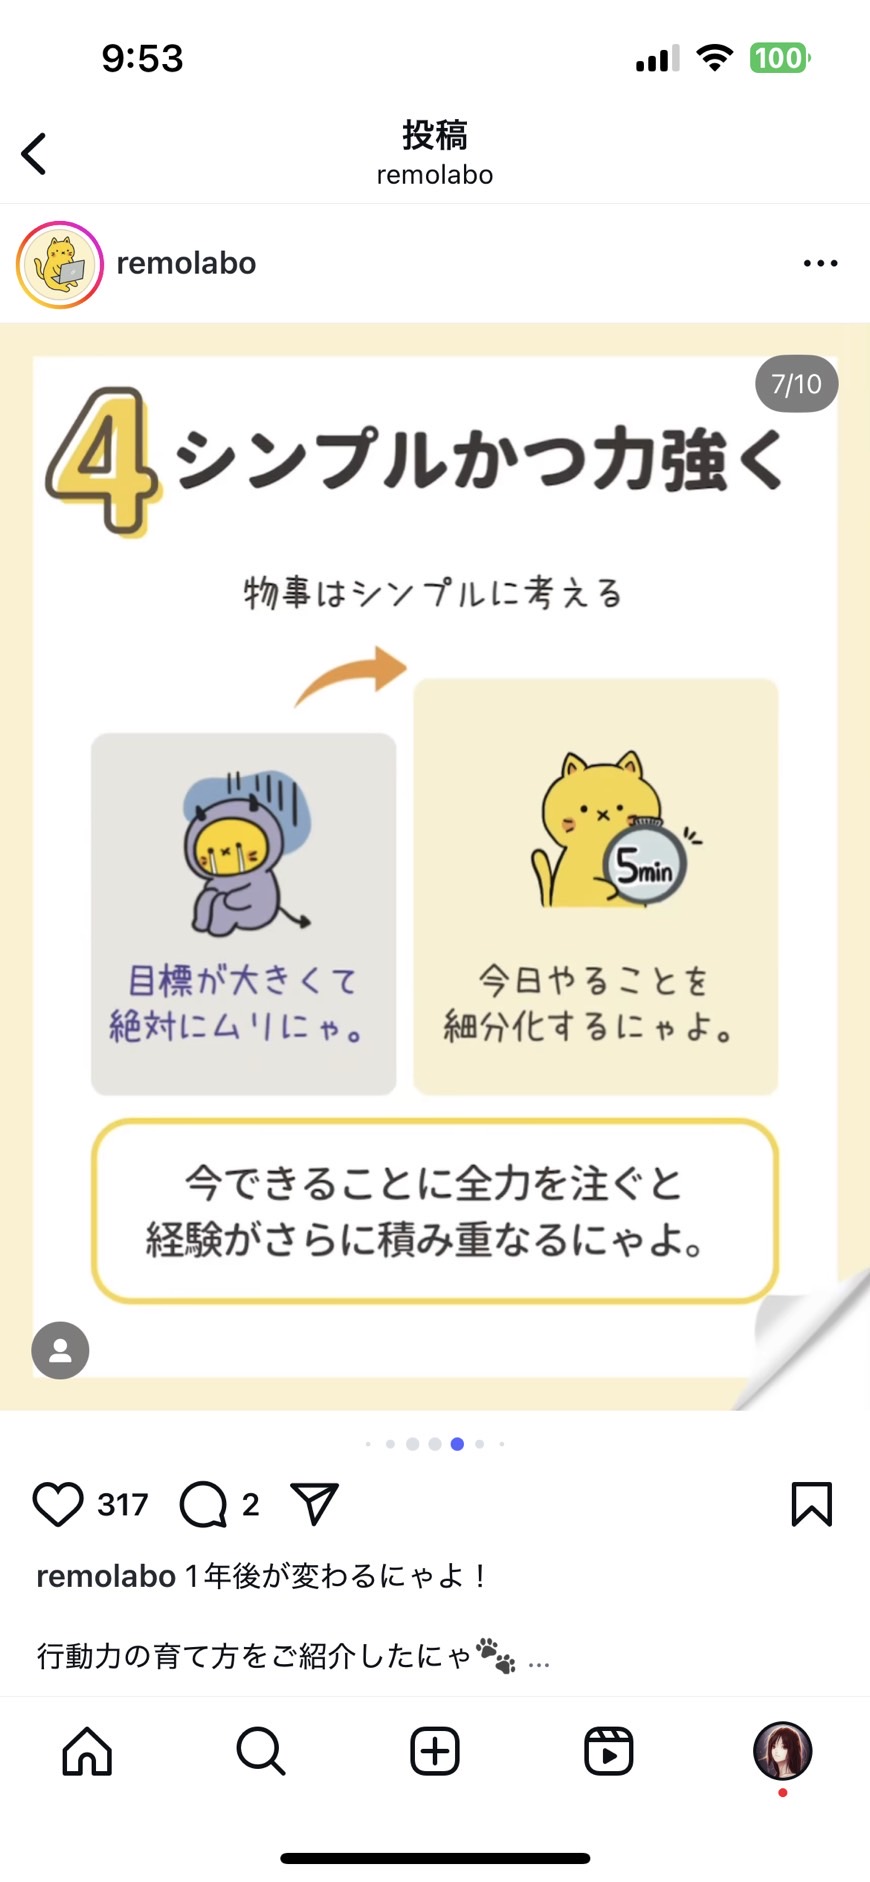 9:53
100
投稿
remolabo
remolabo
7/10
4 シンプルかつ力強く
物事はシンプルに考える
5min
目標が大きくて
絶対にムリにゃ。
今日やることを
細分化するにゃよ。
今できることに全力を注ぐと
経験がさらに積み重なるにゃよ。
317
2
remolabo 1年後が変わるにゃよ！
行動力の育て方をご紹介したにゃ🐾 ...